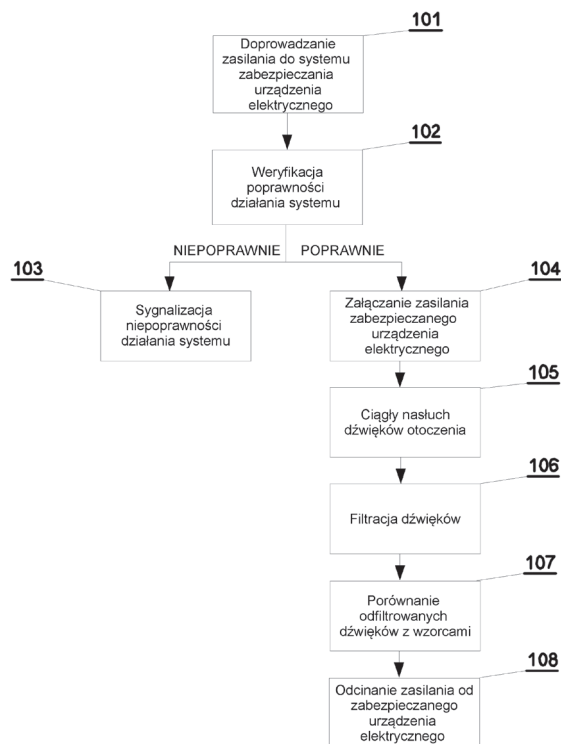 101
Doprowadzanie
zasilania do systemu
zabezpieczania
urządzenia
elektrycznego
102
Weryfikacja
poprawności
działania systemu
NIEPOPRAWNIE
POPRAWNIE
103
Sygnalizacja
niepoprawności
działania systemu
104
Załączanie zasilania
zabezpieczanego
urządzenia
elektrycznego
105
Ciągły nasłuch
dźwięków otoczenia
106
Filtracja dźwięków
107
Porównanie
odfiltrowanych
dźwięków z wzorcami
108
Odcinanie zasilania od
zabezpieczanego
urządzenia
elektrycznego